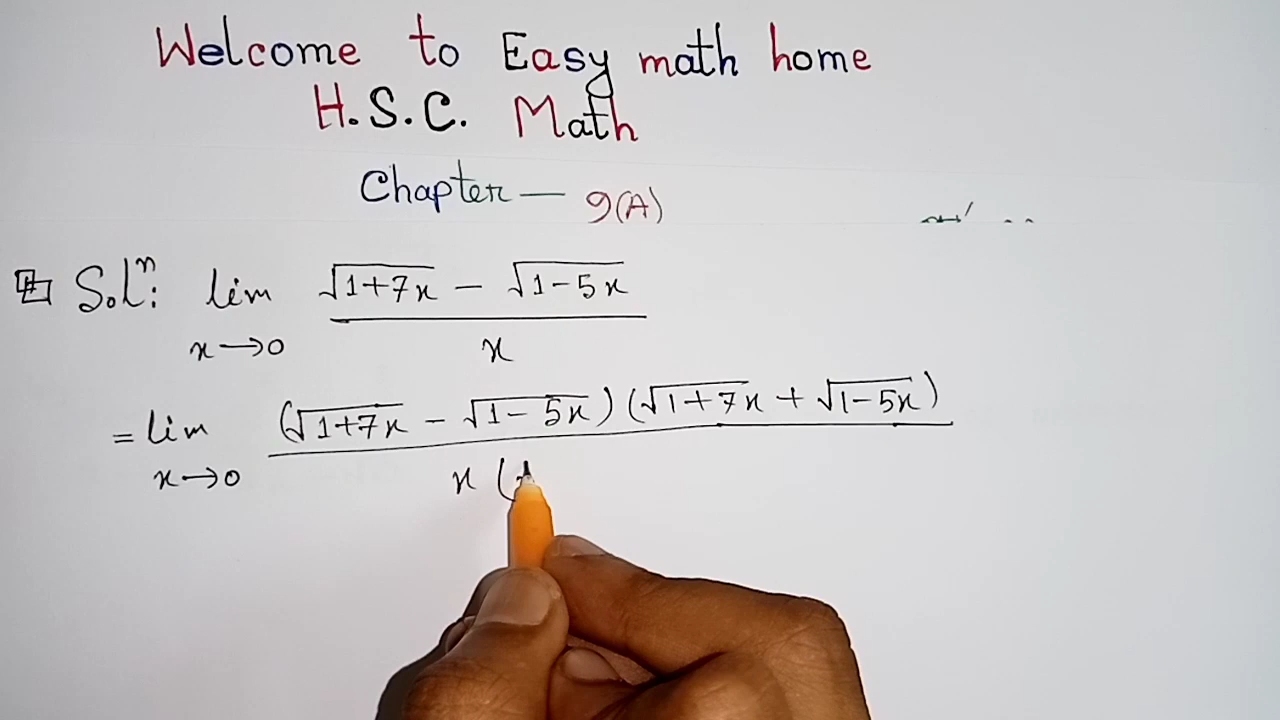 Welcome to Easy math home
H.S.C. Math
Chapter — 9(A)
Solⁿ: lim x→0 (√(1+7x) − √(1−5x)) / x
= lim x→0 (√(1+7x) − √(1−5x)) (√(1+7x) + √(1−5x)) / x (